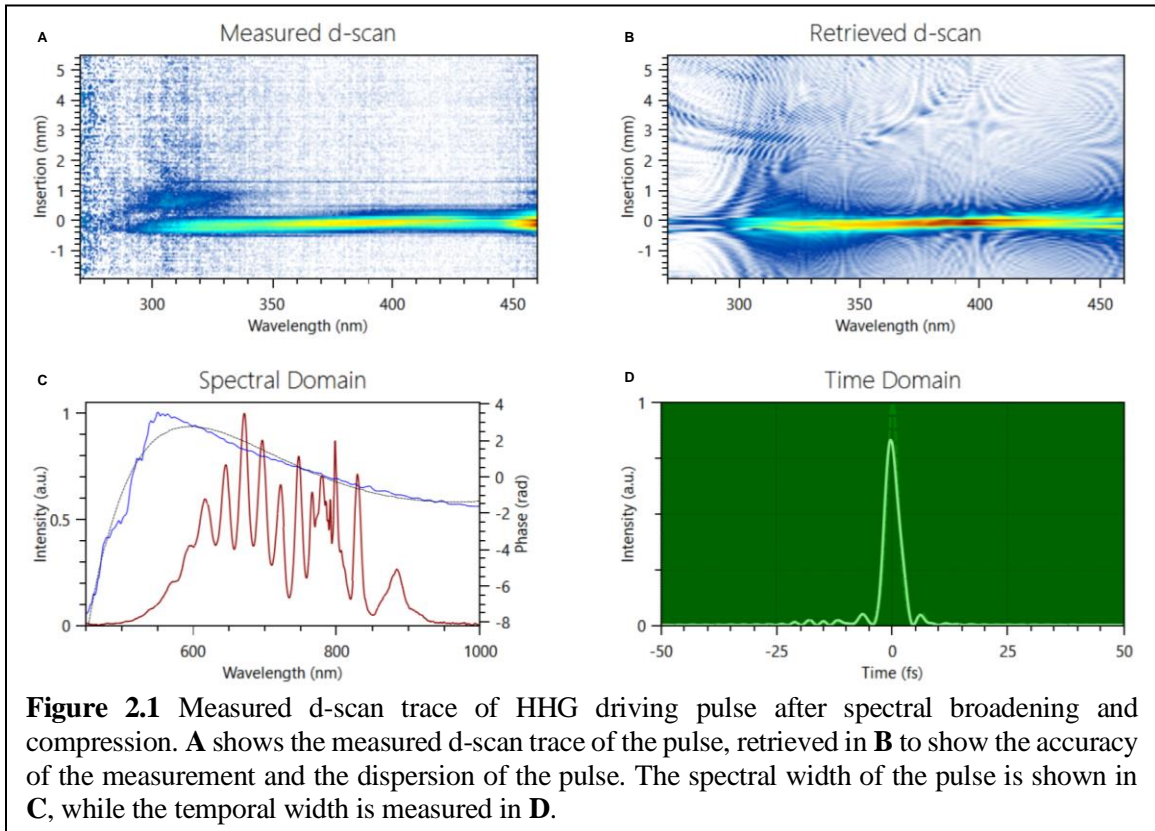 A
Measured d-scan
Insertion (mm)
5
4
3
2
1
0
-1
300
350
400
450
Wavelength (nm)
B
Retrieved d-scan
Insertion (mm)
5
4
3
2
1
0
-1
300
350
400
450
Wavelength (nm)
C
Spectral Domain
Intensity (a.u.)
1
0.5
0
4
3
2
0
-2
-4
-6
-8
Phase (rad)
600
800
1000
Wavelength (nm)
D
Time Domain
Intensity (a.u.)
1
0
-50
-25
0
25
50
Time (fs)
Figure 2.1 Measured d-scan trace of HHG driving pulse after spectral broadening and
compression. A shows the measured d-scan trace of the pulse, retrieved in B to show the accuracy
of the measurement and the dispersion of the pulse. The spectral width of the pulse is shown in
C, while the temporal width is measured in D.